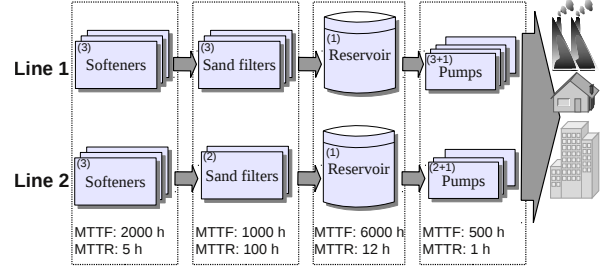 Line 1
(3)
Softeners
(3)
Sand filters
(1)
Reservoir
(3+1)
Pumps
Line 2
(3)
Softeners
(2)
Sand filters
(1)
Reservoir
(2+1)
Pumps
MTTF: 2000 h
MTTR: 5 h
MTTF: 1000 h
MTTR: 100 h
MTTF: 6000 h
MTTR: 12 h
MTTF: 500 h
MTTR: 1 h